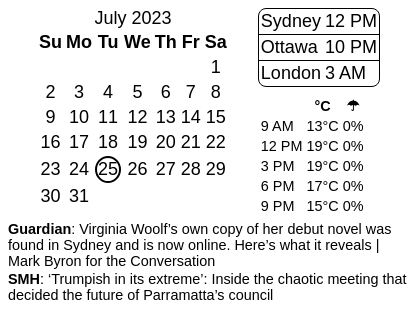 July 2023
Su Mo Tu We Th Fr Sa
1
2 3 4 5 6 7 8
9 10 11 12 13 14 15
16 17 18 19 20 21 22
23 24 25 26 27 28 29
30 31
Sydney 12 PM
Ottawa 10 PM
London 3 AM
°C ☂
9 AM 13°C 0%
12 PM 19°C 0%
3 PM 19°C 0%
6 PM 17°C 0%
9 PM 15°C 0%
Guardian: Virginia Woolf’s own copy of her debut novel was
found in Sydney and is now online. Here’s what it reveals |
Mark Byron for the Conversation
SMH: ‘Trumpish in its extreme’: Inside the chaotic meeting that
decided the future of Parramatta’s council